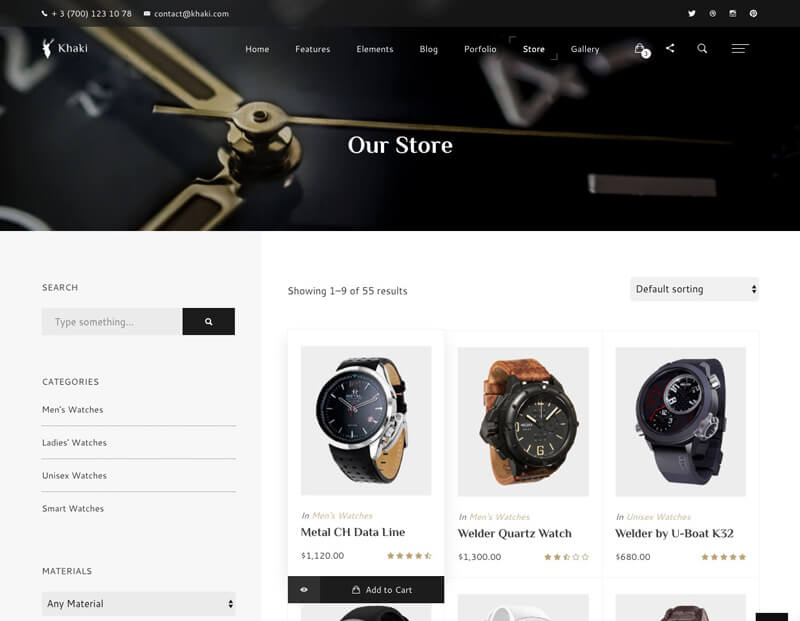 + 3 (700) 123 10 78 contact@khaki.com
Khaki
Home Features Elements Blog Porfolio Store Gallery
3
Our Store
SEARCH
Type something...
CATEGORIES
Men's Watches
Ladies' Watches
Unisex Watches
Smart Watches
MATERIALS
Any Material
Showing 1–9 of 55 results
Default sorting
In Men's Watches
Metal CH Data Line
$1,120.00
Add to Cart
In Men's Watches
Welder Quartz Watch
$1,300.00
In Unisex Watches
Welder by U-Boat K32
$680.00